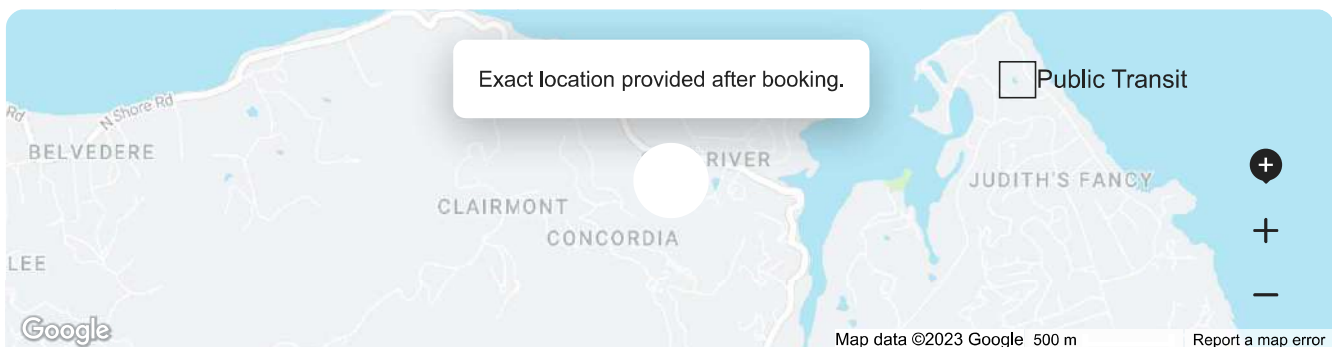 Exact location provided after booking.
Public Transit
Rd
N Shore Rd
BELVEDERE
RIVER
JUDITH'S FANCY
CLAIRMONT
CONCORDIA
LEE
Google
Map data ©2023 Google
500 m
Report a map error